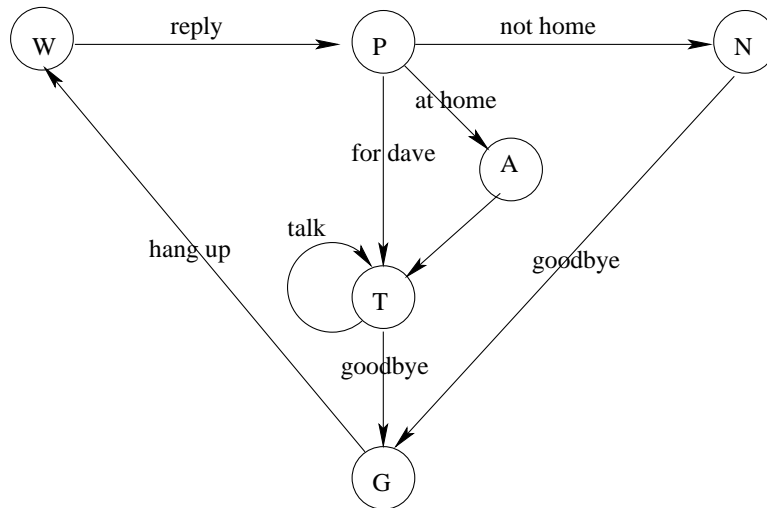 reply
not home
W
P
N
at home
for dave
A
talk
hang up
goodbye
T
goodbye
G